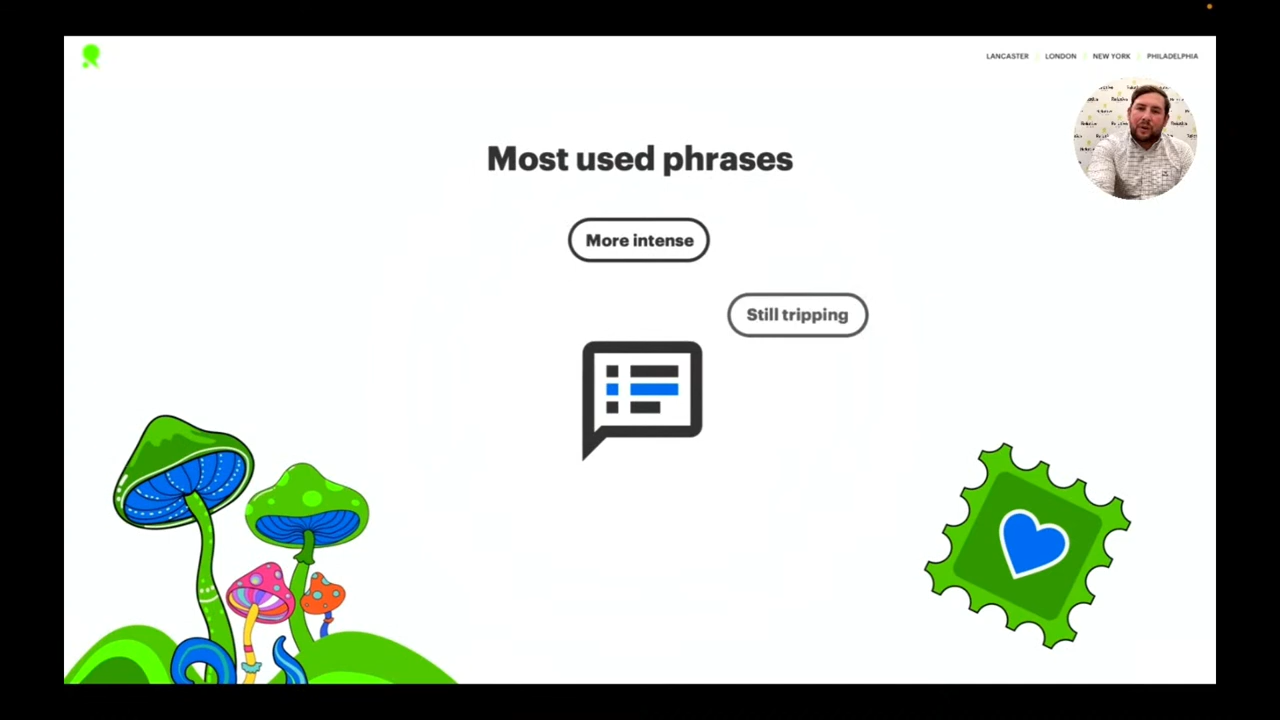 LANCASTER LONDON NEW YORK PHILADELPHIA
Most used phrases
More intense
Still tripping